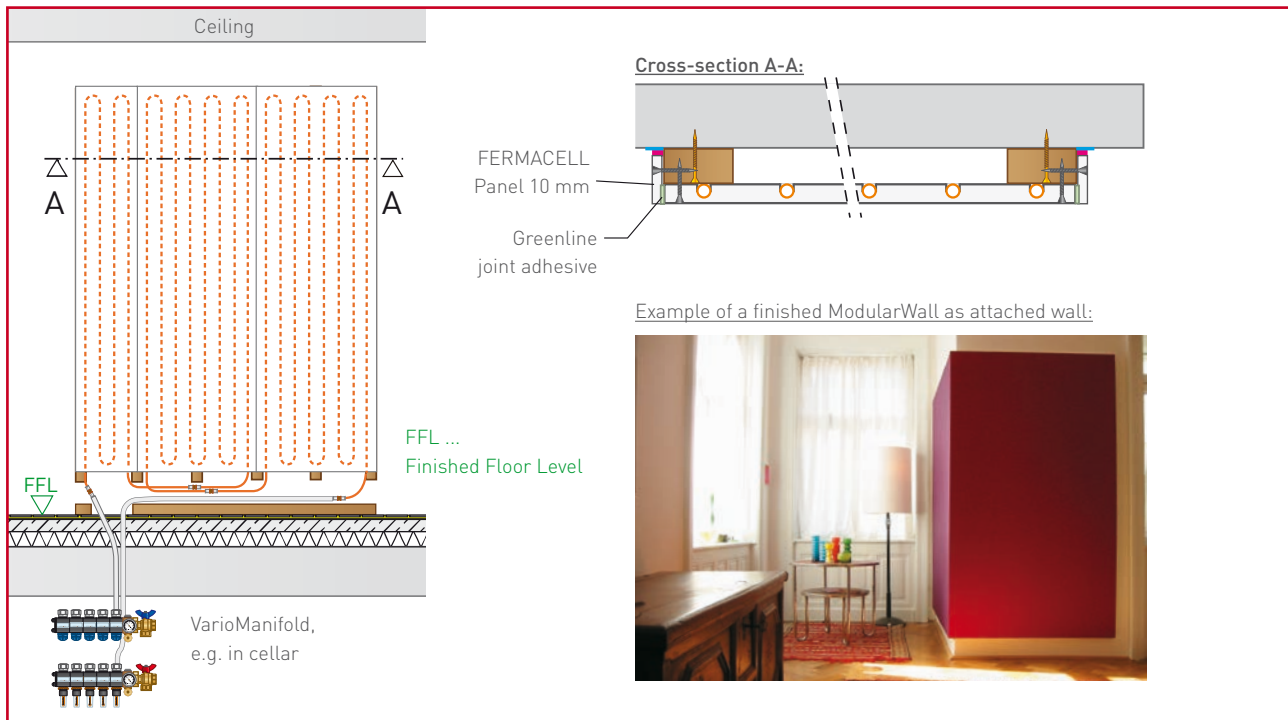 Ceiling
A
A
FFL
FFL ...
Finished Floor Level
VarioManifold,
e.g. in cellar
Cross-section A-A:
FERMACELL
Panel 10 mm
Greenline
joint adhesive
Example of a finished ModularWall as attached wall: